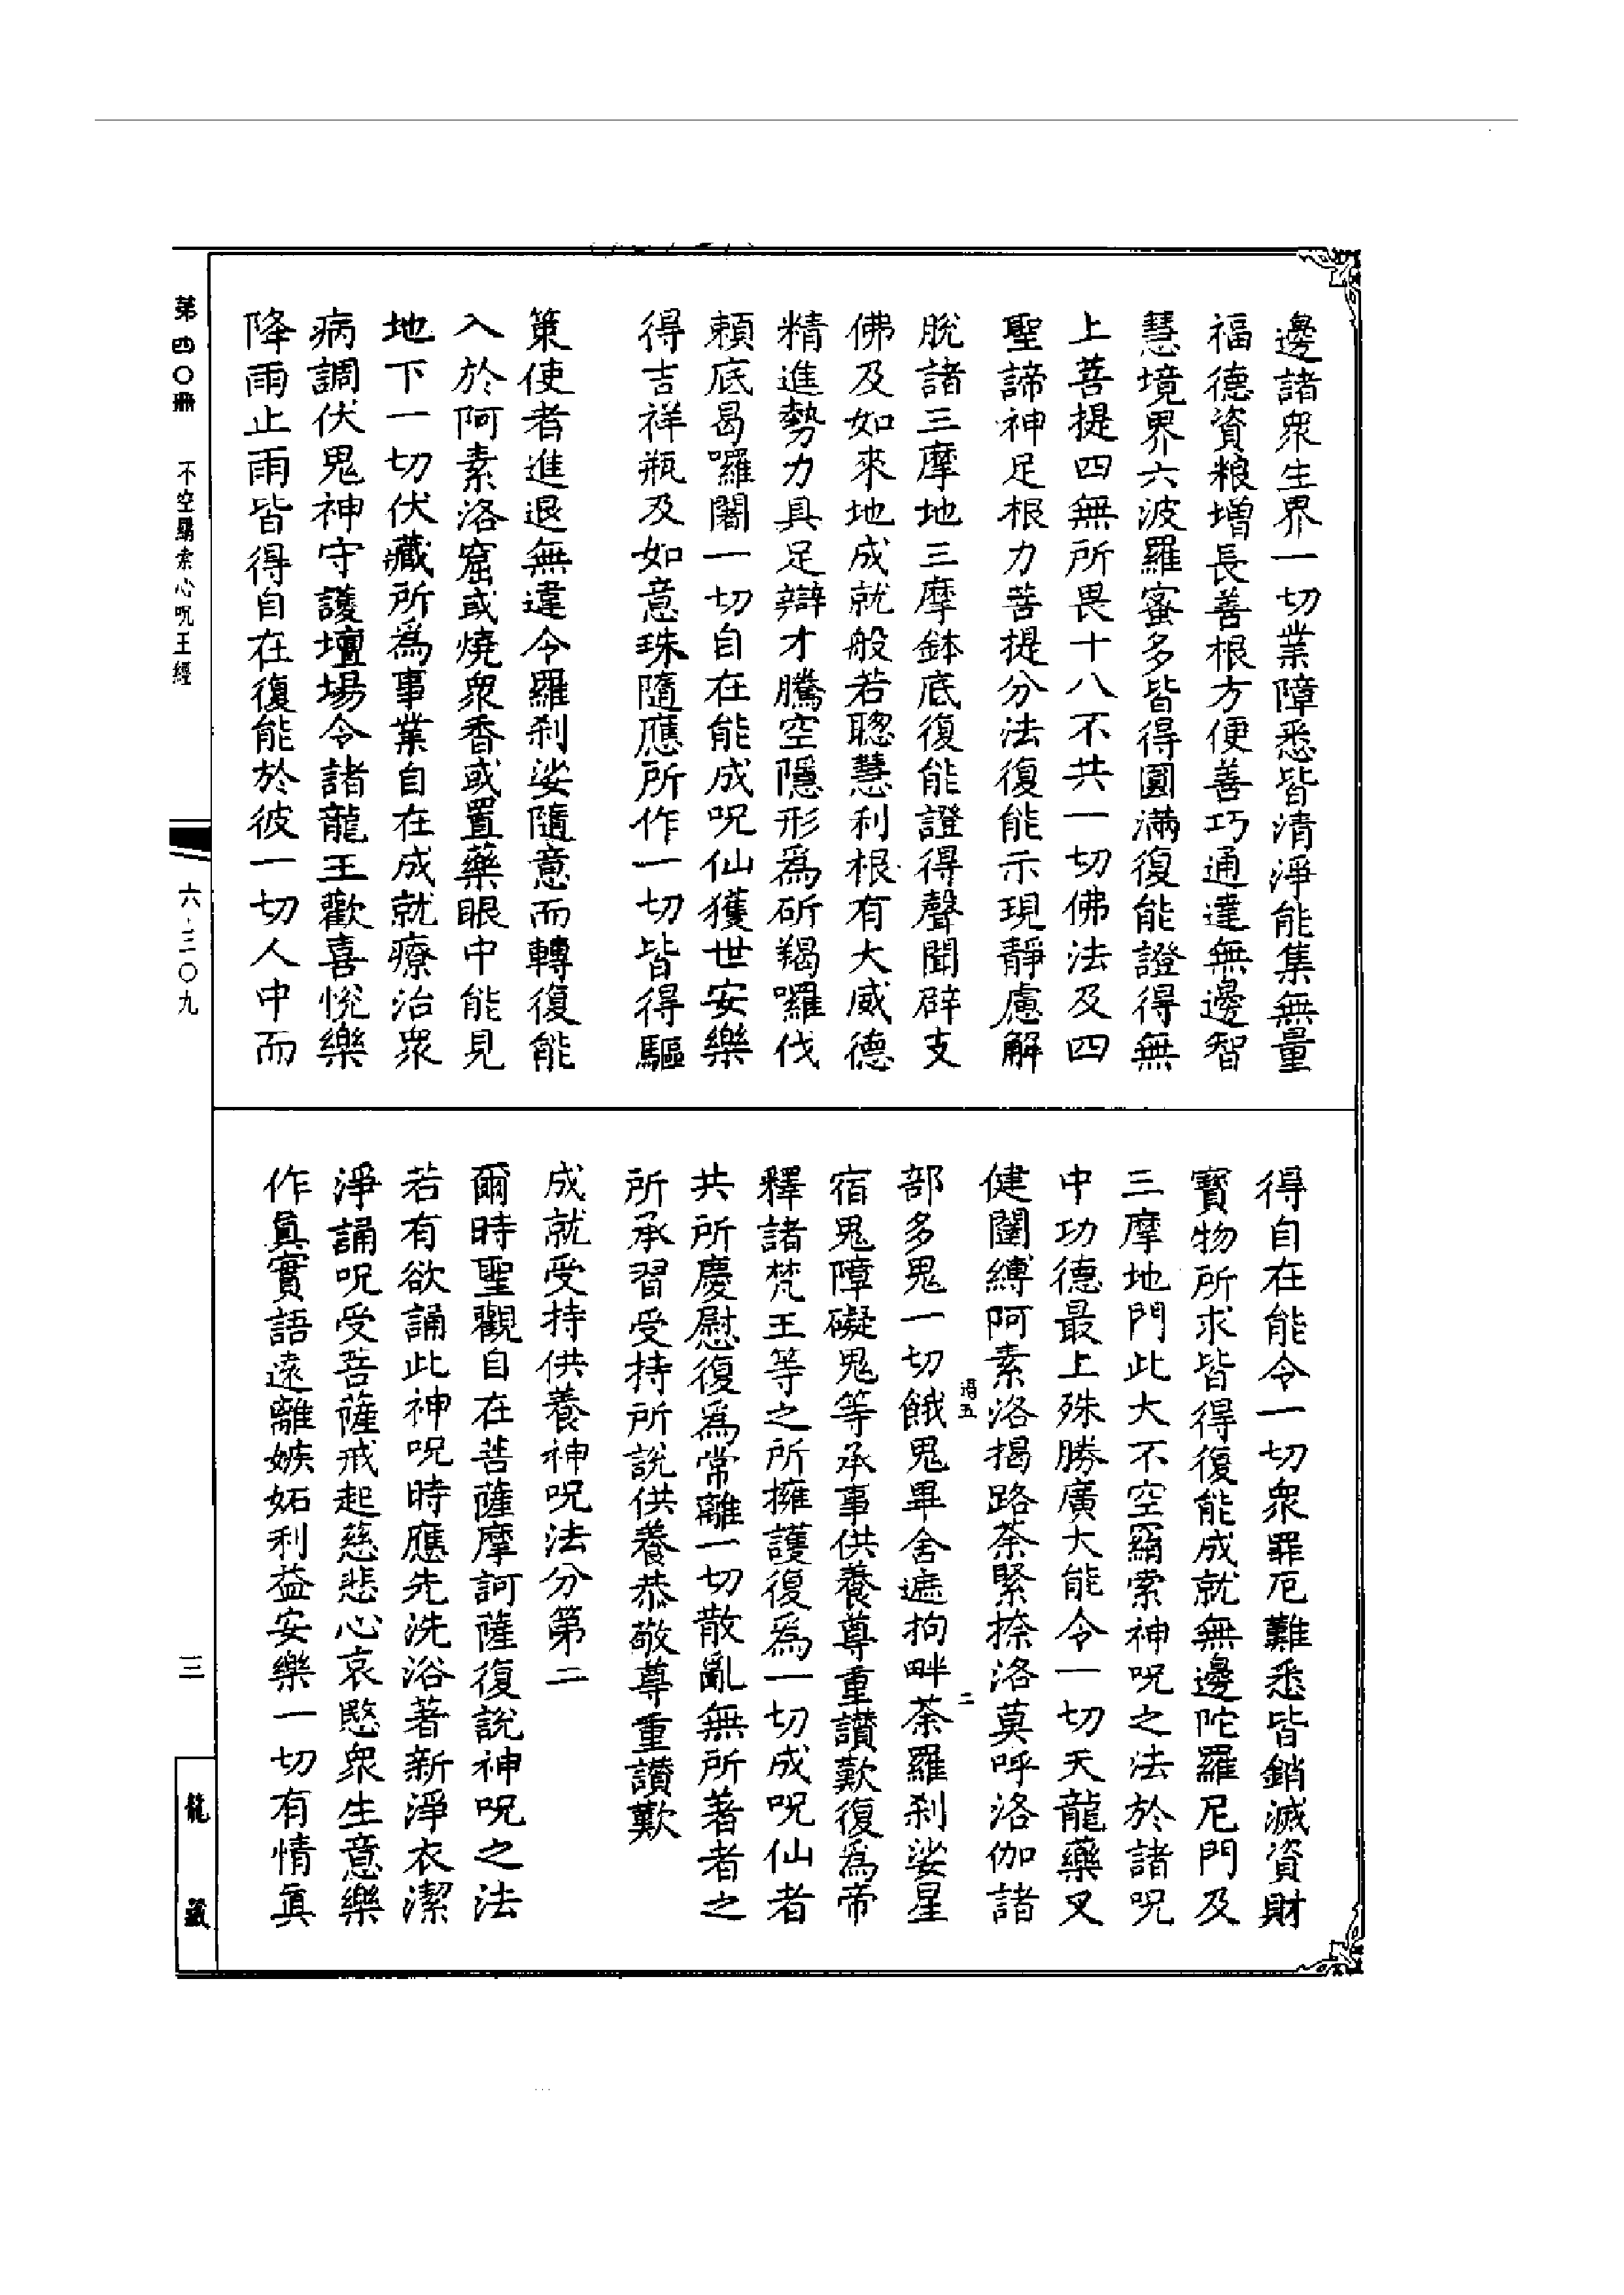 邊諸衆生界一切業障悉皆清淨能集無量
福德資粮增長善根方便善巧通達無邊智
慧境界六波羅蜜多皆得圓滿復能證得無
上菩提四無所畏十八不共一切佛法及四
聖諦神足根力菩提分法復能示現靜慮解
脫諸三摩地三摩鉢底復能證得聲聞辟支
佛及如來地成就般若聰慧利根有大威德
精進勢力具足辯才騰空隱形爲斫羯囉伐
頼底曷囉闍一切自在能成呪仙獲世安樂
得吉祥瓶及如意珠隨應所作一切皆得驅
策使者進退無違令羅刹娑隨意而轉復能
入於阿素洛窟或燒衆香或置藥眼中能見
地下一切伏藏所爲事業自在成就療治衆
病調伏鬼神守護壇場令諸龍王歡喜悅樂
降雨止雨皆得自在復能於彼一切人中而
得自在能令一切衆罪厄難悉皆銷滅資財
寶物所求皆得復能成就無邊陀羅尼門及
三摩地門此大不空羂索神呪之法於諸呪
中功德最上殊勝廣大能令一切天龍藥叉
健闥縛阿素洛揭路荼緊捺洛莫呼洛伽諸
部多鬼一切餓鬼畢舍遮拘畔荼羅刹娑星
宿鬼障礙鬼等承事供養尊重讃歎復爲帝
釋諸梵王等之所擁護復爲一切成呪仙者
共所慶慰復爲常離一切散亂無所著者之
所承習受持所說供養恭敬尊重讃歎
成就受持供養神呪法分第二
爾時聖觀自在菩薩摩訶薩復說神呪之法
若有欲誦此神呪時應先洗浴著新淨衣潔
淨誦呪受菩薩戒起慈悲心哀愍衆生意樂
作眞實語遠離嫉妬利益安樂一切有情眞
五
二
第四〇冊
不空羂索心呪王經
六·三〇九
三
龍藏